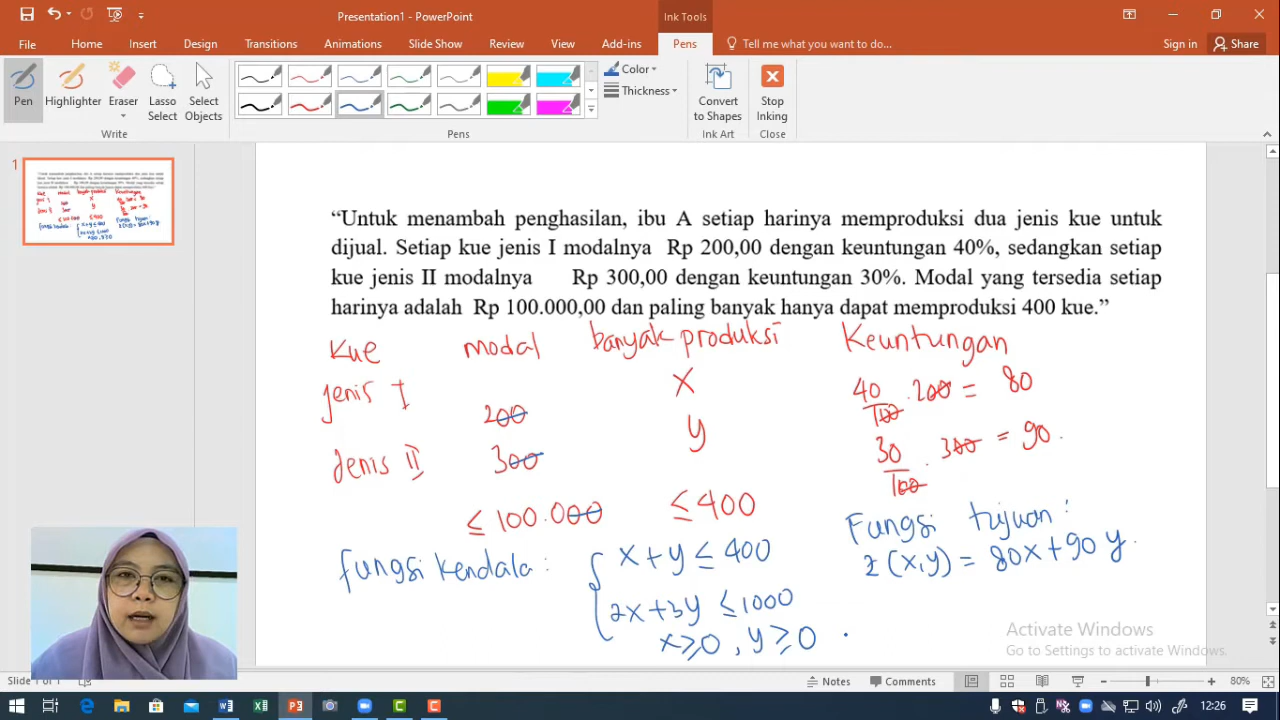 Presentation1 - PowerPoint
Ink Tools
File Home Insert Design Transitions Animations Slide Show Review View Add-ins Pens Tell me what you want to do... Sign in Share
Pen Highlighter Eraser Lasso Select Select Objects
Color
Thickness
Convert to Shapes
Stop Inking
Write Pens Ink Art Close
1
“Untuk menambah penghasilan, ibu A setiap harinya memproduksi dua jenis kue untuk
dijual. Setiap kue jenis I modalnya Rp 200,00 dengan keuntungan 40%, sedangkan setiap
kue jenis II modalnya Rp 300,00 dengan keuntungan 30%. Modal yang tersedia setiap
harinya adalah Rp 100.000,00 dan paling banyak hanya dapat memproduksi 400 kue.”
Kue modal banyak produksi Keuntungan
Jenis I 200 x 40/100 . 200 = 80
Jenis II 300 y 30/100 . 300 = 90.
≤ 100.000 ≤ 400
Fungsi tujuan:
z (x,y) = 80x + 90 y.
fungsi kendala: x + y ≤ 400
2x + 3y ≤ 1000
x ≥ 0, y ≥ 0
Activate Windows
Go to Settings to activate Windows.
Slide 1 of 1 Notes Comments 80%
12:26